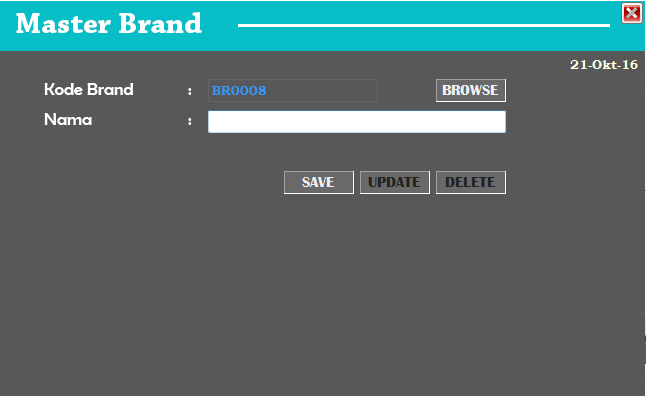 Master Brand
21-Okt-16
Kode Brand : BR0008 BROWSE
Nama :
SAVE UPDATE DELETE